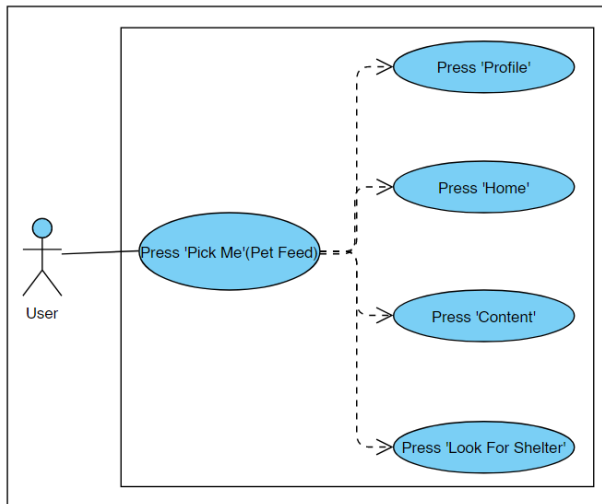 Press 'Profile'
Press 'Home'
Press 'Pick Me'(Pet Feed)
User
Press 'Content'
Press 'Look For Shelter'